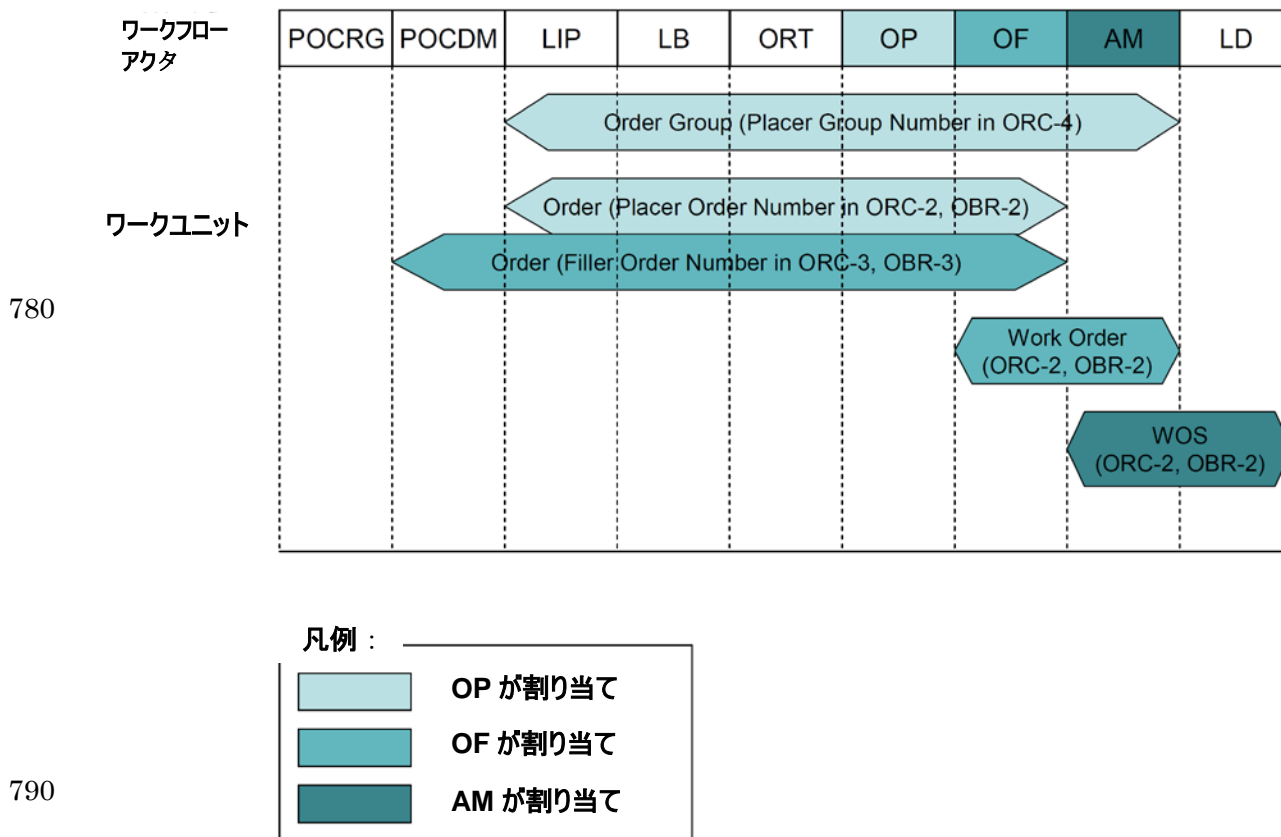 ワークフロー
アクタ
POCRG POCDM LIP LB ORT OP OF AM LD
Order Group (Placer Group Number in ORC-4)
ワークユニット
Order (Placer Order Number in ORC-2, OBR-2)
Order (Filler Order Number in ORC-3, OBR-3)
780
Work Order
(ORC-2, OBR-2)
WOS
(ORC-2, OBR-2)
凡例：
OP が割り当て
OF が割り当て
790
AM が割り当て